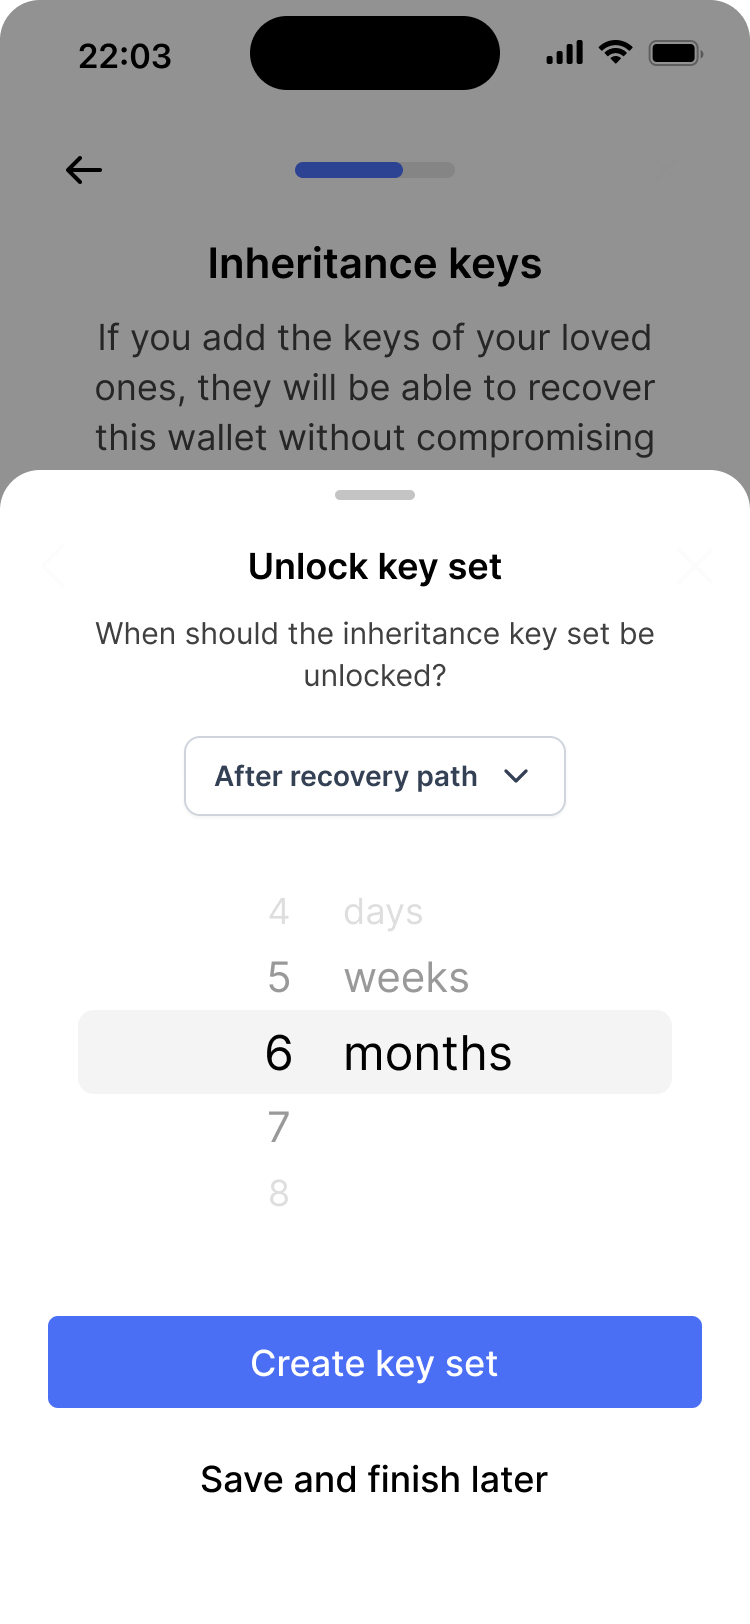 22:03
Inheritance keys
If you add the keys of your loved
ones, they will be able to recover
this wallet without compromising
Unlock key set
When should the inheritance key set be
unlocked?
After recovery path
4 days
5 weeks
6 months
7
8
Create key set
Save and finish later